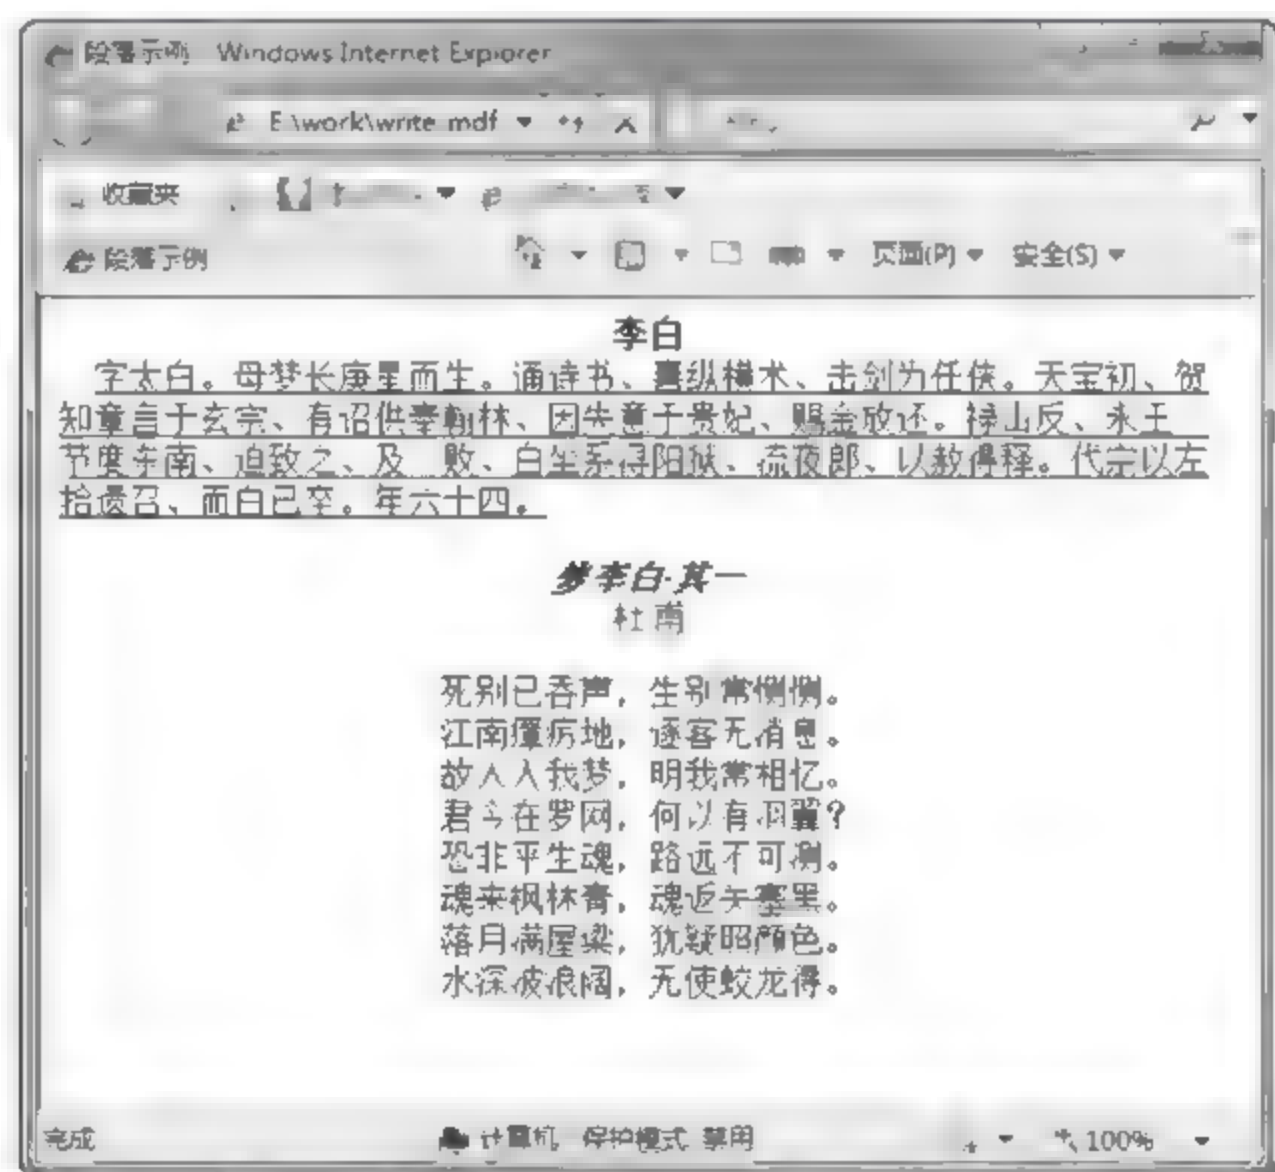 段落示例 Windows Internet Explorer
E:\work\write mdf
收藏夹
段落示例 页面(P) 安全(S)
李白
字太白。母梦长庚星而生。通诗书、喜纵横术、击剑为任侠。天宝初、贺
知章言于玄宗、有诏供奉翰林、因失意于贵妃、赐金放还。禄山反、永王
节度东南、迫致之、及 败、白坐系浔阳狱、流夜郎、以赦得释。代宗以左
拾遗召、而白已卒。年六十四。
梦李白·其一
杜甫
死别已吞声，生别常恻恻。
江南瘴疠地，逐客无消息。
故人入我梦，明我常相忆。
君今在罗网，何以有羽翼？
恐非平生魂，路远不可测。
魂来枫林青，魂返关塞黑。
落月满屋梁，犹疑照颜色。
水深波浪阔，无使蛟龙得。
完成 计算机 保护模式 禁用 100%